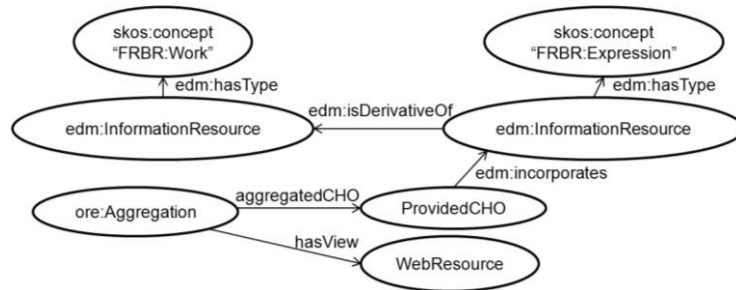 skos:concept
“FRBR:Work”
skos:concept
“FRBR:Expression”
edm:hasType
edm:hasType
edm:InformationResource
edm:isDerivativeOf
edm:InformationResource
edm:incorporates
ore:Aggregation
aggregatedCHO
ProvidedCHO
hasView
WebResource